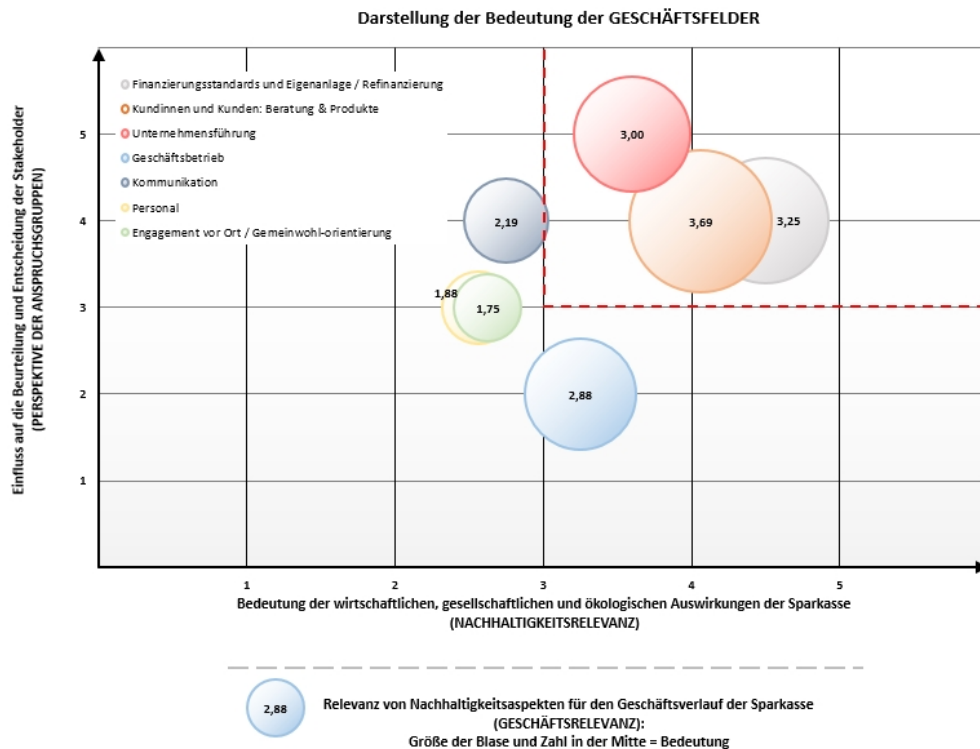 Darstellung der Bedeutung der GESCHÄFTSFELDER
Einfluss auf die Beurteilung und Entscheidung der Stakeholder
(PERSPEKTIVE DER ANSPRUCHSGRUPPEN)
Finanzierungsstandards und Eigenanlage / Refinanzierung
Kundinnen und Kunden: Beratung & Produkte
Unternehmensführung
Geschäftsbetrieb
Kommunikation
Personal
Engagement vor Ort / Gemeinwohl-orientierung
5
4
3
2
1
3,00
2,19
3,69
3,25
1,88
1,75
2,88
1
2
3
4
5
Bedeutung der wirtschaftlichen, gesellschaftlichen und ökologischen Auswirkungen der Sparkasse
(NACHHALTIGKEITSRELEVANZ)
2,88
Relevanz von Nachhaltigkeitsaspekten für den Geschäftsverlauf der Sparkasse
(GESCHÄFTSRELEVANZ):
Größe der Blase und Zahl in der Mitte = Bedeutung